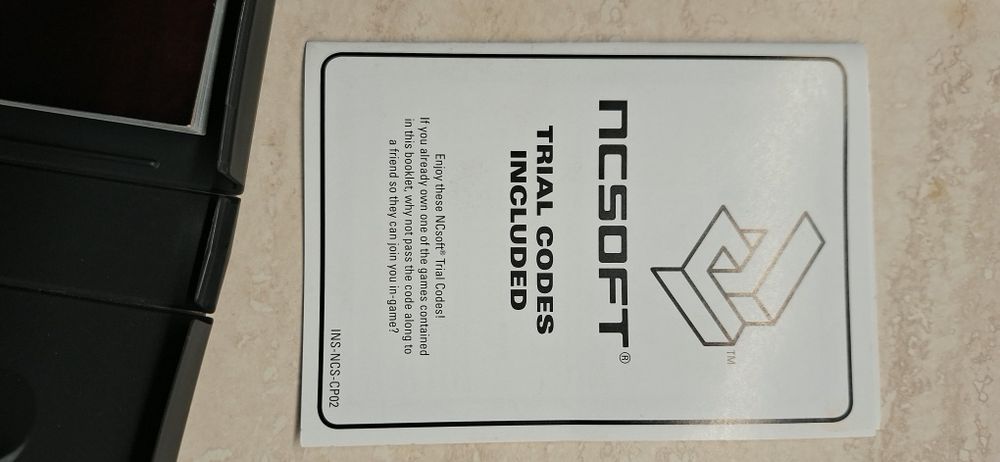 TM
NCSOFT®
TRIAL CODES
INCLUDED
Enjoy these NCsoft® Trial Codes!
If you already own one of the games contained
in this booklet, why not pass the code along to
a friend so they can join you in-game?
INS-NCS-CP02